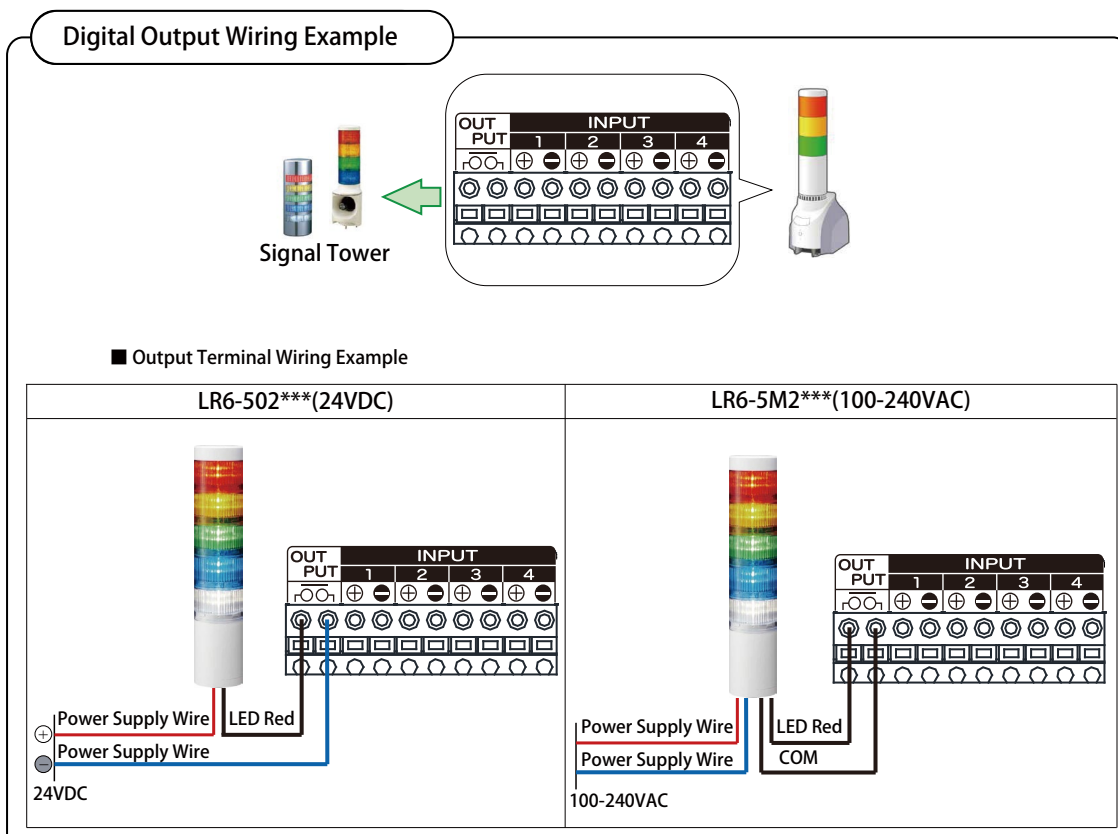 Digital Output Wiring Example
OUT PUT
INPUT
1 2 3 4
Signal Tower
■ Output Terminal Wiring Example
LR6-502***(24VDC)
LR6-5M2***(100-240VAC)
OUT PUT
INPUT
1 2 3 4
Power Supply Wire
LED Red
Power Supply Wire
24VDC
OUT PUT
INPUT
1 2 3 4
Power Supply Wire
LED Red
Power Supply Wire
COM
100-240VAC